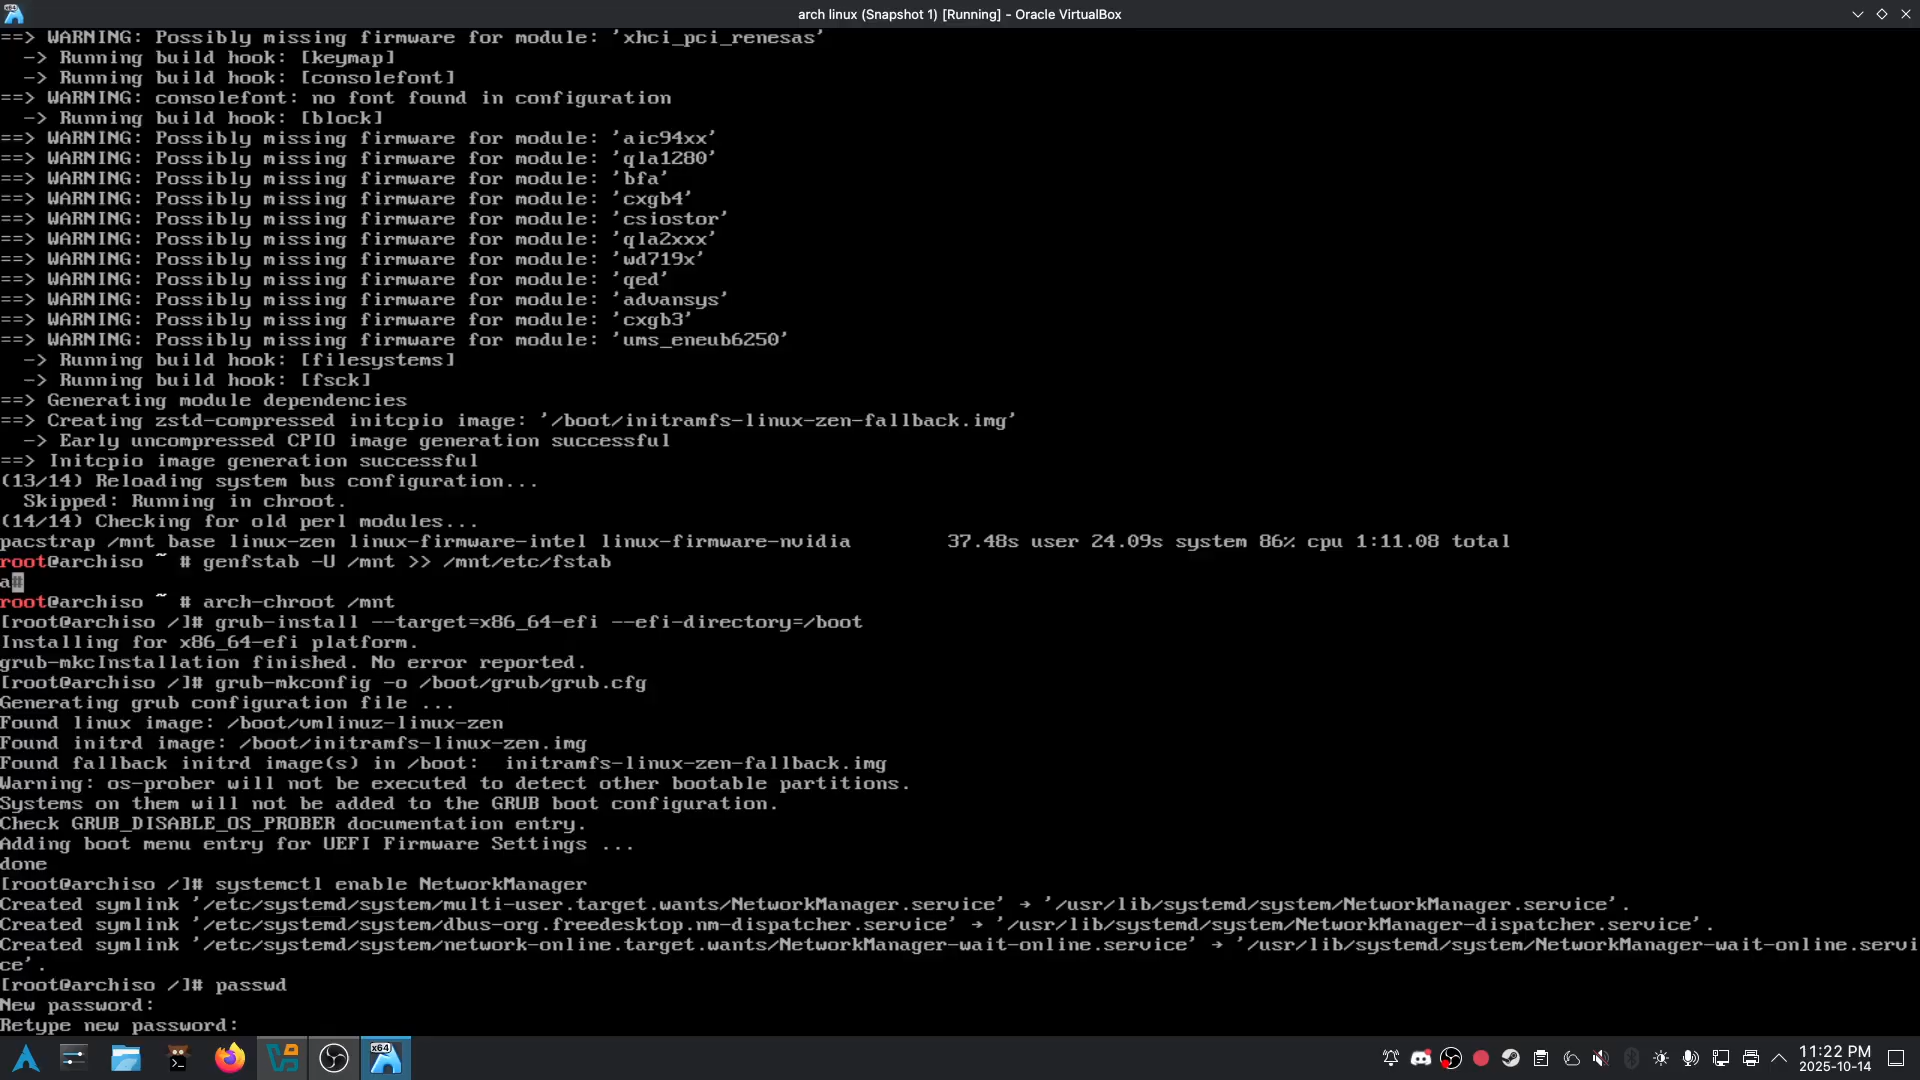 arch linux (Snapshot 1) [Running] - Oracle VirtualBox
==> WARNING: Possibly missing firmware for module: 'xhci_pci_renesas'
  -> Running build hook: [keymap]
  -> Running build hook: [consolefont]
==> WARNING: consolefont: no font found in configuration
  -> Running build hook: [block]
==> WARNING: Possibly missing firmware for module: 'aic94xx'
==> WARNING: Possibly missing firmware for module: 'qla1280'
==> WARNING: Possibly missing firmware for module: 'bfa'
==> WARNING: Possibly missing firmware for module: 'cxgb4'
==> WARNING: Possibly missing firmware for module: 'csiostor'
==> WARNING: Possibly missing firmware for module: 'qla2xxx'
==> WARNING: Possibly missing firmware for module: 'wd719x'
==> WARNING: Possibly missing firmware for module: 'qed'
==> WARNING: Possibly missing firmware for module: 'advansys'
==> WARNING: Possibly missing firmware for module: 'cxgb3'
==> WARNING: Possibly missing firmware for module: 'ums_eneub6250'
  -> Running build hook: [filesystems]
  -> Running build hook: [fsck]
==> Generating module dependencies
==> Creating zstd-compressed initcpio image: '/boot/initramfs-linux-zen-fallback.img'
  -> Early uncompressed CPIO image generation successful
==> Initcpio image generation successful
(13/14) Reloading system bus configuration...
  Skipped: Running in chroot.
(14/14) Checking for old perl modules...
pacstrap /mnt base linux-zen linux-firmware-intel linux-firmware-nvidia        37.48s user 24.09s system 86% cpu 1:11.08 total
root@archiso ~ # genfstab -U /mnt >> /mnt/etc/fstab
a#
root@archiso ~ # arch-chroot /mnt
[root@archiso /]# grub-install --target=x86_64-efi --efi-directory=/boot
Installing for x86_64-efi platform.
grub-mkcInstallation finished. No error reported.
[root@archiso /]# grub-mkconfig -o /boot/grub/grub.cfg
Generating grub configuration file ...
Found linux image: /boot/vmlinuz-linux-zen
Found initrd image: /boot/initramfs-linux-zen.img
Found fallback initrd image(s) in /boot:  initramfs-linux-zen-fallback.img
Warning: os-prober will not be executed to detect other bootable partitions.
Systems on them will not be added to the GRUB boot configuration.
Check GRUB_DISABLE_OS_PROBER documentation entry.
Adding boot menu entry for UEFI Firmware Settings ...
done
[root@archiso /]# systemctl enable NetworkManager
Created symlink '/etc/systemd/system/multi-user.target.wants/NetworkManager.service' → '/usr/lib/systemd/system/NetworkManager.service'.
Created symlink '/etc/systemd/system/dbus-org.freedesktop.nm-dispatcher.service' → '/usr/lib/systemd/system/NetworkManager-dispatcher.service'.
Created symlink '/etc/systemd/system/network-online.target.wants/NetworkManager-wait-online.service' → '/usr/lib/systemd/system/NetworkManager-wait-online.servi
ce'.
[root@archiso /]# passwd
New password:
Retype new password:
x64
11:22 PM
2025-10-14